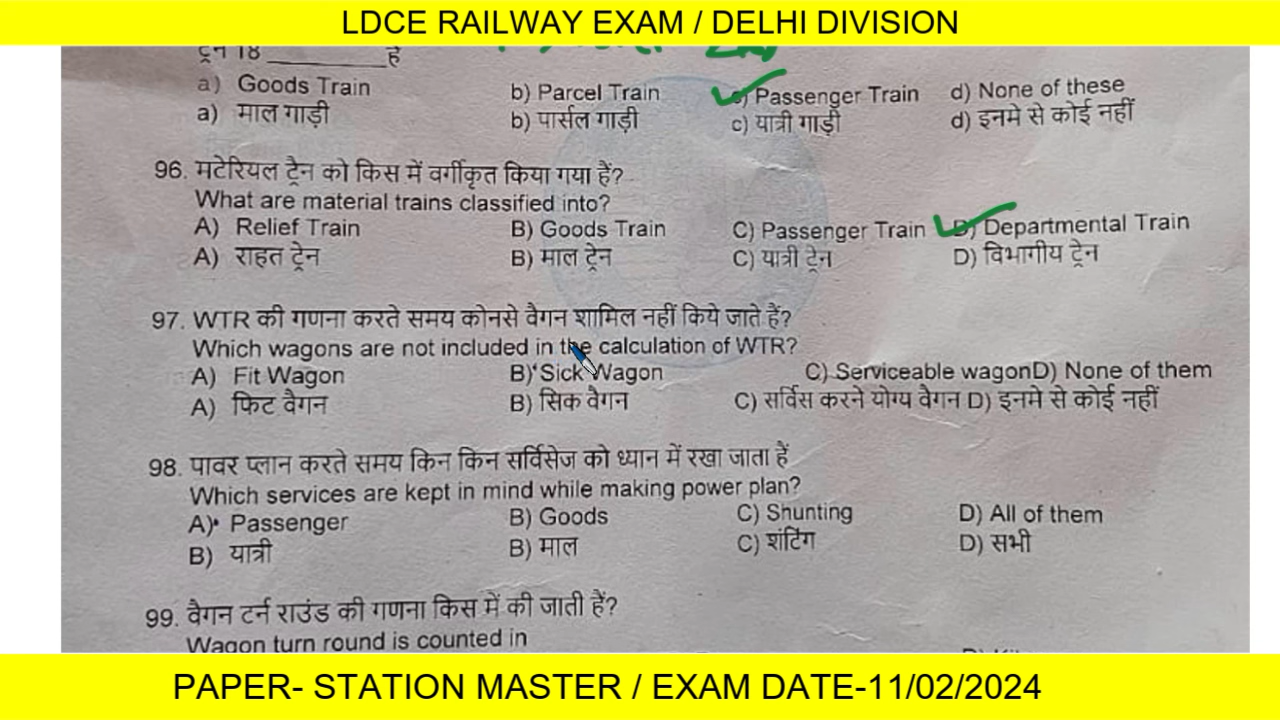 LDCE RAILWAY EXAM / DELHI DIVISION
ट्रेन 18 __________ है
a) Goods Train b) Parcel Train c) Passenger Train d) None of these
a) माल गाड़ी b) पार्सल गाड़ी c) यात्री गाड़ी d) इनमे से कोई नहीं
96. मटेरियल ट्रैन को किस में वर्गीकृत किया गया हैं?
What are material trains classified into?
A) Relief Train B) Goods Train C) Passenger Train D) Departmental Train
A) राहत ट्रेन B) माल ट्रेन C) यात्री ट्रेन D) विभागीय ट्रेन
97. WTR की गणना करते समय कोनसे वैगन शामिल नहीं किये जाते हैं?
Which wagons are not included in the calculation of WTR?
A) Fit Wagon B) Sick Wagon C) Serviceable wagonD) None of them
A) फिट वैगन B) सिक वैगन C) सर्विस करने योग्य वैगन D) इनमे से कोई नहीं
98. पावर प्लान करते समय किन किन सर्विसेज को ध्यान में रखा जाता हैं
Which services are kept in mind while making power plan?
A) Passenger B) Goods C) Shunting D) All of them
B) यात्री B) माल C) शंटिंग D) सभी
99. वैगन टर्न राउंड की गणना किस में की जाती हैं?
Wagon turn round is counted in
PAPER- STATION MASTER / EXAM DATE-11/02/2024